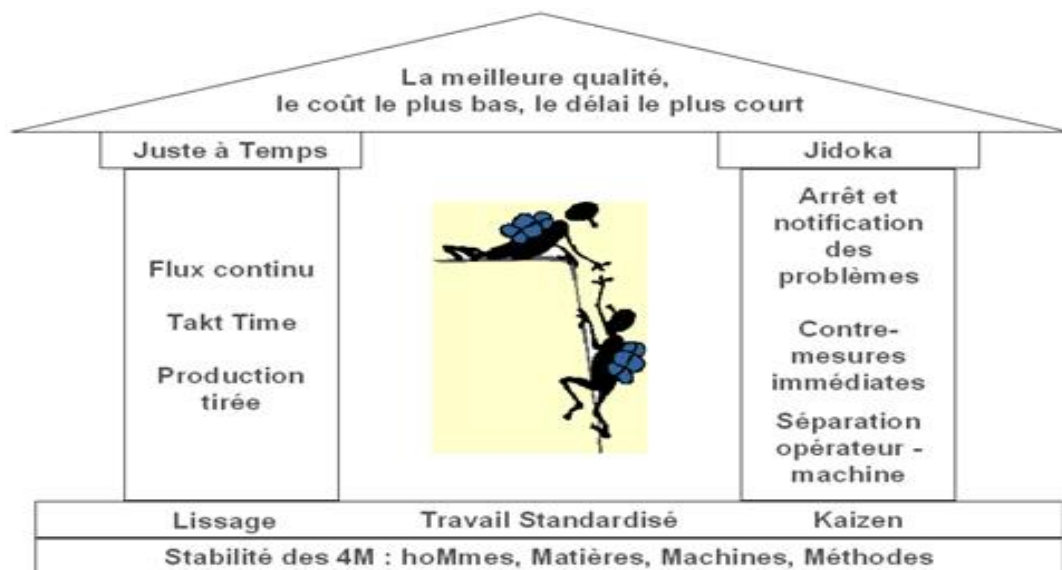 La meilleure qualité,
le coût le plus bas, le délai le plus court
Juste à Temps
Jidoka
Flux continu
Takt Time
Production
tirée
Arrêt et
notification
des
problèmes
Contre-
mesures
immédiates
Séparation
opérateur -
machine
Lissage
Travail Standardisé
Kaizen
Stabilité des 4M : hoMmes, Matières, Machines, Méthodes